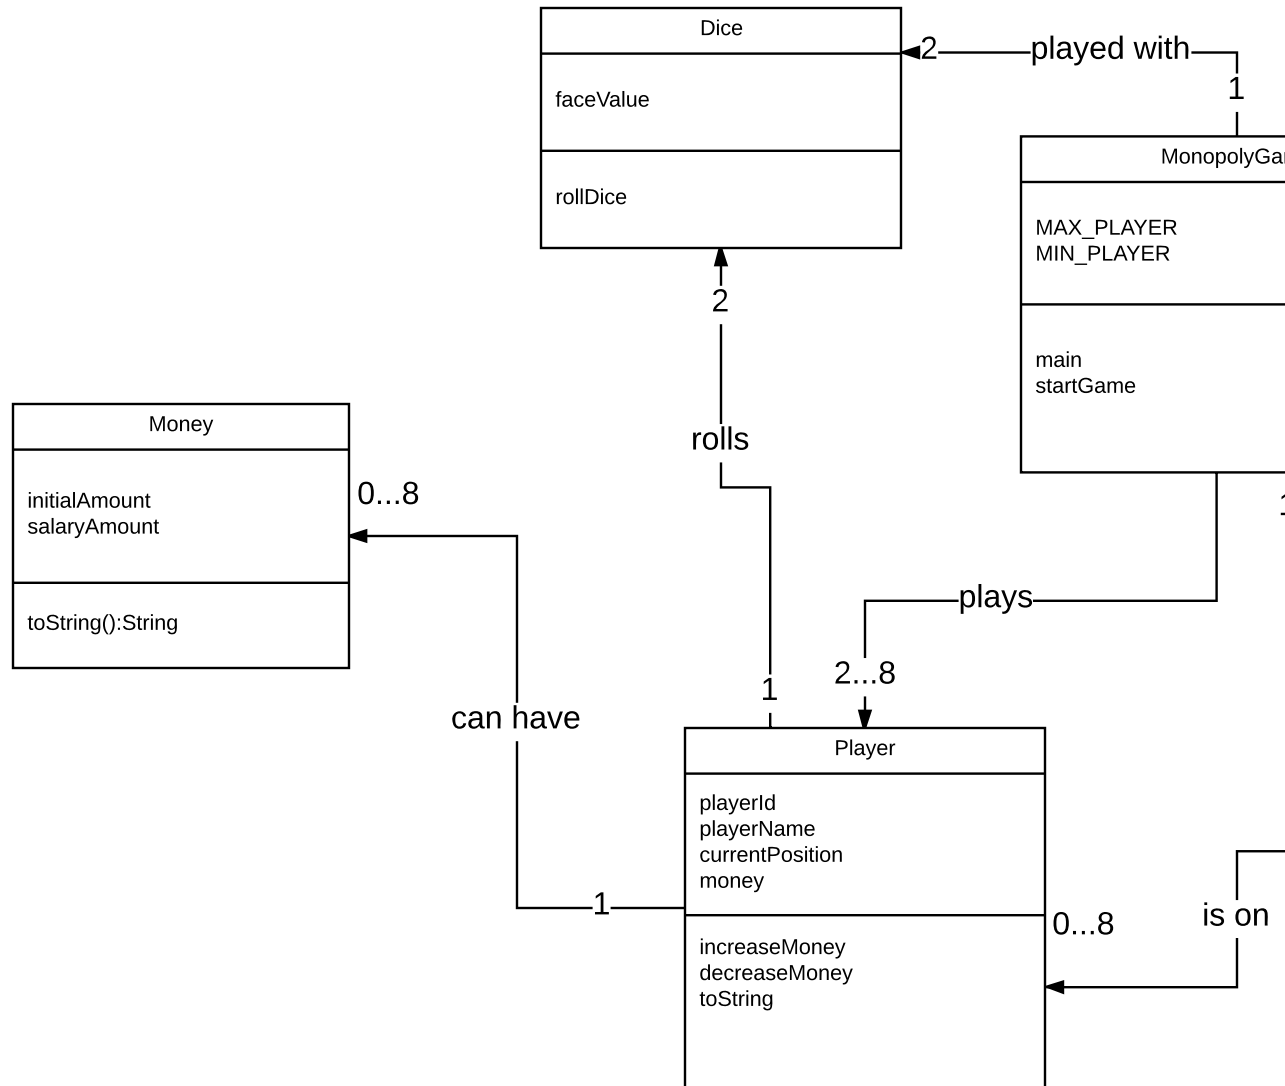 Dice
faceValue
rollDice
2
played with
1
MonopolyGa
MAX_PLAYER
MIN_PLAYER
main
startGame
2
rolls
1
Money
initialAmount
salaryAmount
toString():String
0...8
can have
1
plays
2...8
1
Player
playerId
playerName
currentPosition
money
increaseMoney
decreaseMoney
toString
0...8
is on